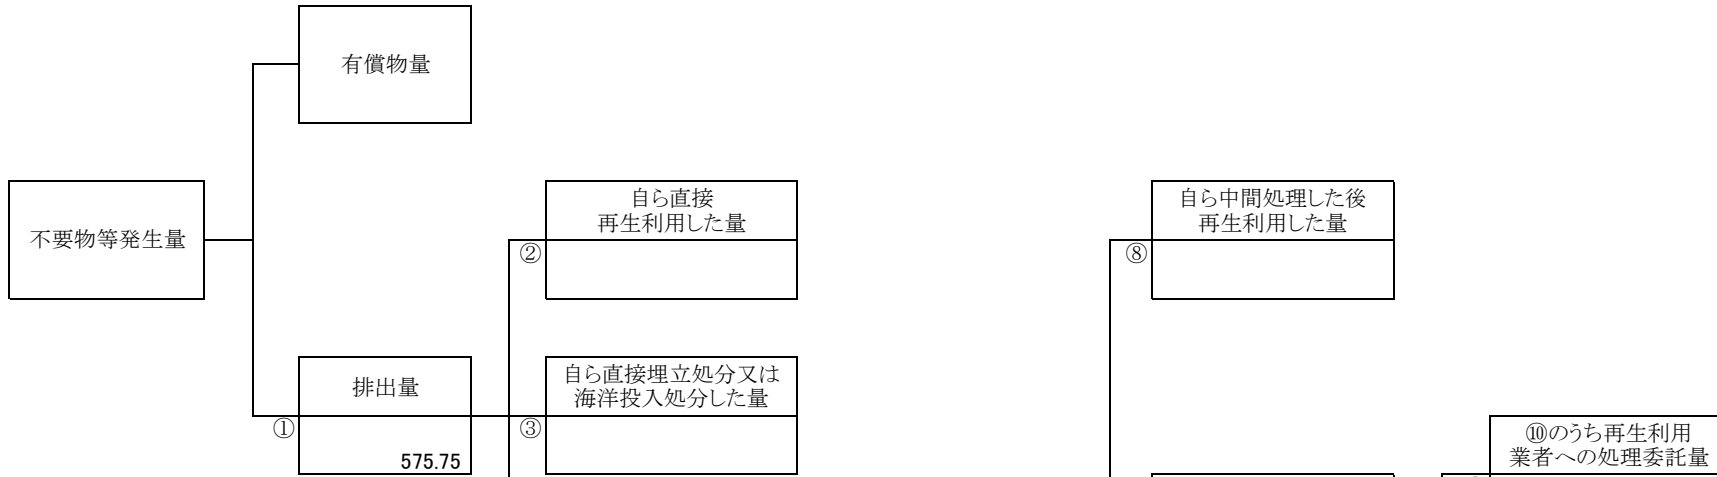 有償物量
不要物等発生量
自ら直接
再生利用した量
②
自ら中間処理した後
再生利用した量
⑧
排出量
①
575.75
自ら直接埋立処分又は
海洋投入処分した量
③
⑩のうち再生利用
業者への処理委託量